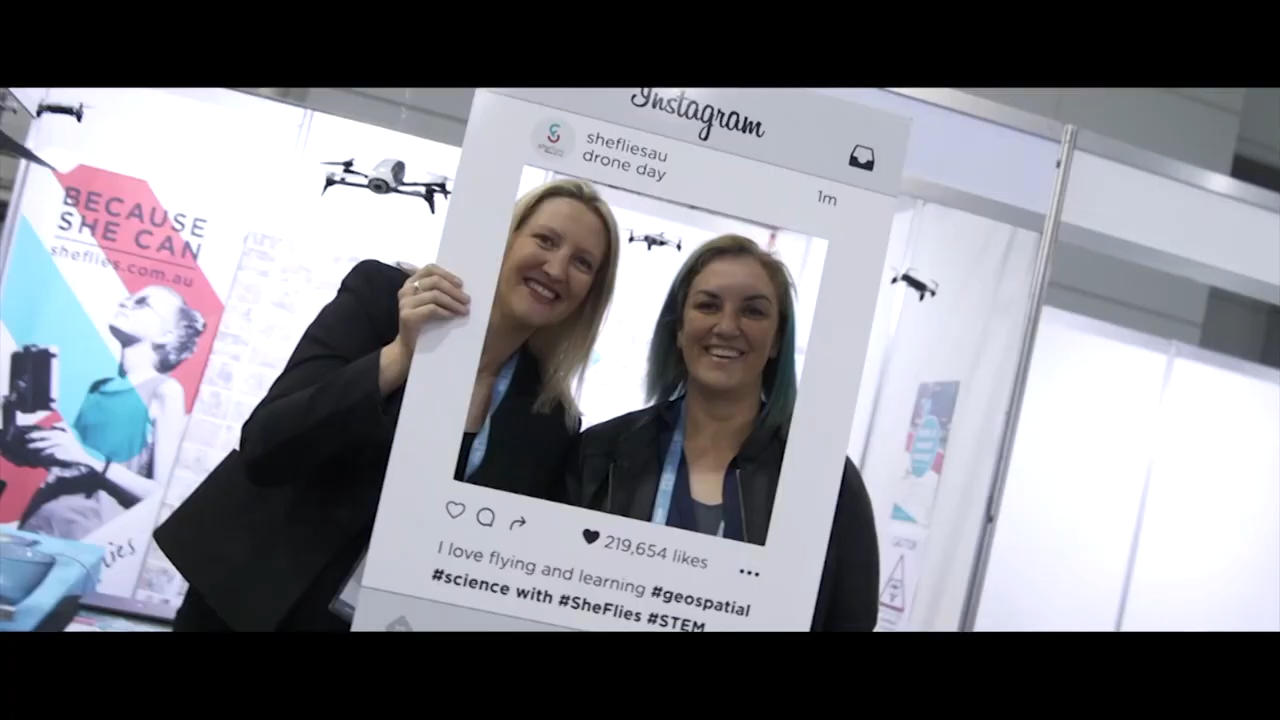 BECAUSE
SHE CAN
sheflies.com.au
Instagram
shefliesau
drone day
1m
219,654 likes
I love flying and learning #geospatial
#science with #SheFlies #STEM